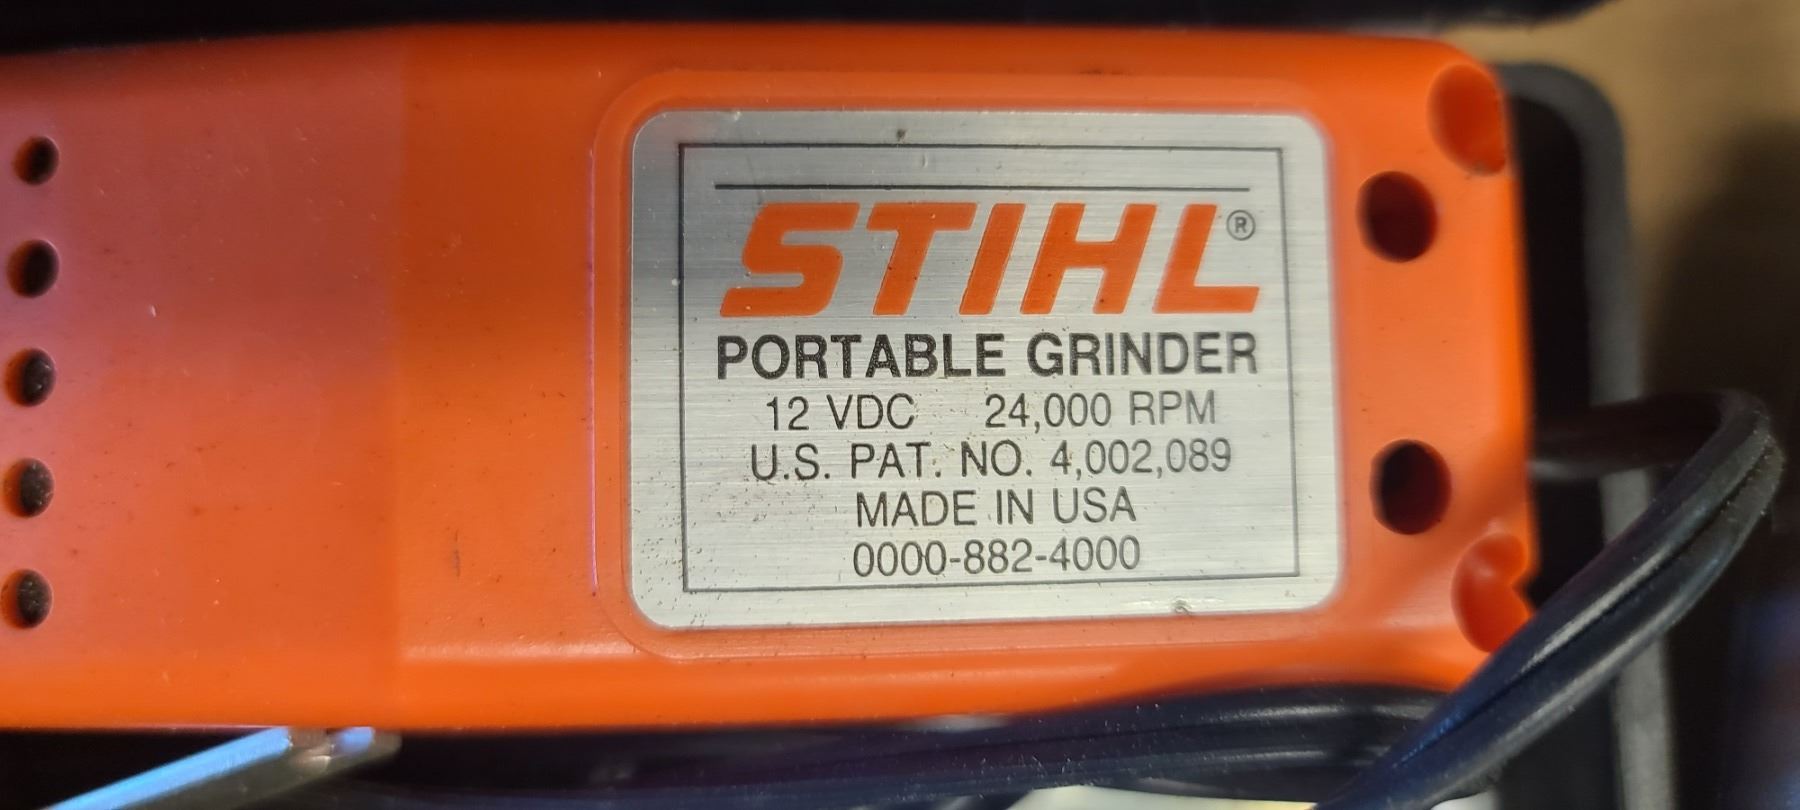 STIHL®
PORTABLE GRINDER
12 VDC 24,000 RPM
U.S. PAT. NO. 4,002,089
MADE IN USA
0000-882-4000